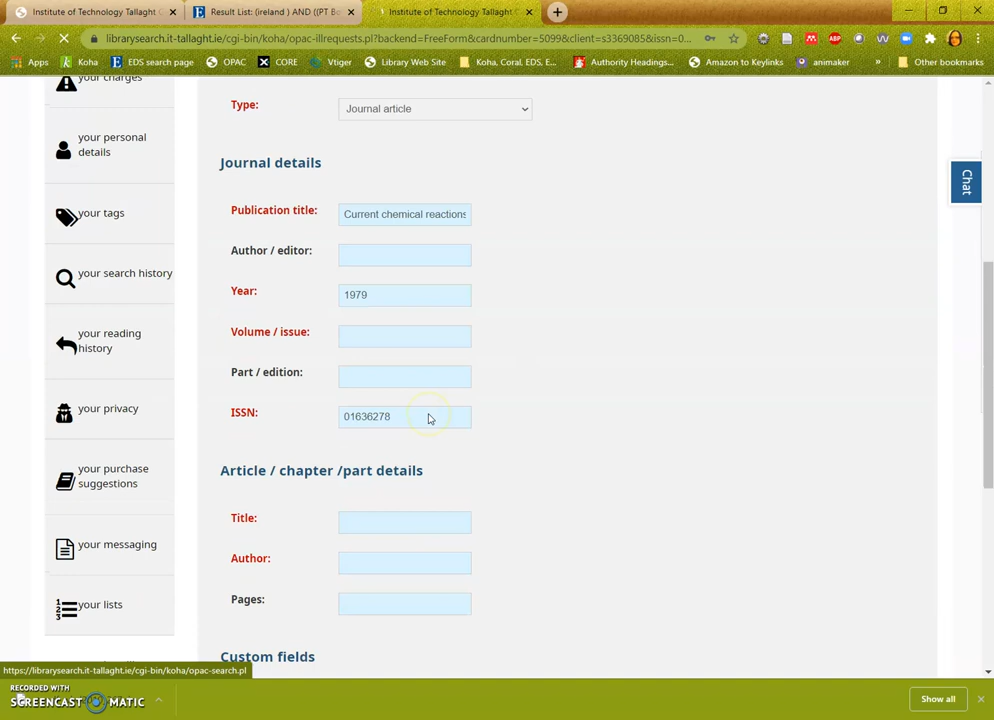 Institute of Technology Tallaght
Result List: (ireland ) AND ((PT Bo
Institute of Technology Tallaght
librarysearch.it-tallaght.ie/cgi-bin/koha/opac-illrequests.pl?backend=FreeForm&cardnumber=5099&client=s3369085&issn=0...
Apps
Koha
EDS search page
OPAC
CORE
Vtiger
Library Web Site
Koha, Coral, EDS, E...
Authority Headings...
Amazon to Keylinks
animaker
»
Other bookmarks
your charges
your personal
details
your tags
your search history
your reading
history
your privacy
your purchase
suggestions
your messaging
your lists
Type:
Journal article
Journal details
Publication title:
Current chemical reactions
Author / editor:
Year:
1979
Volume / issue:
Part / edition:
ISSN:
01636278
Article / chapter /part details
Title:
Author:
Pages:
Custom fields
Chat
https://librarysearch.it-tallaght.ie/cgi-bin/koha/opac-search.pl
RECORDED WITH
SCREENCAST MATIC
Show all